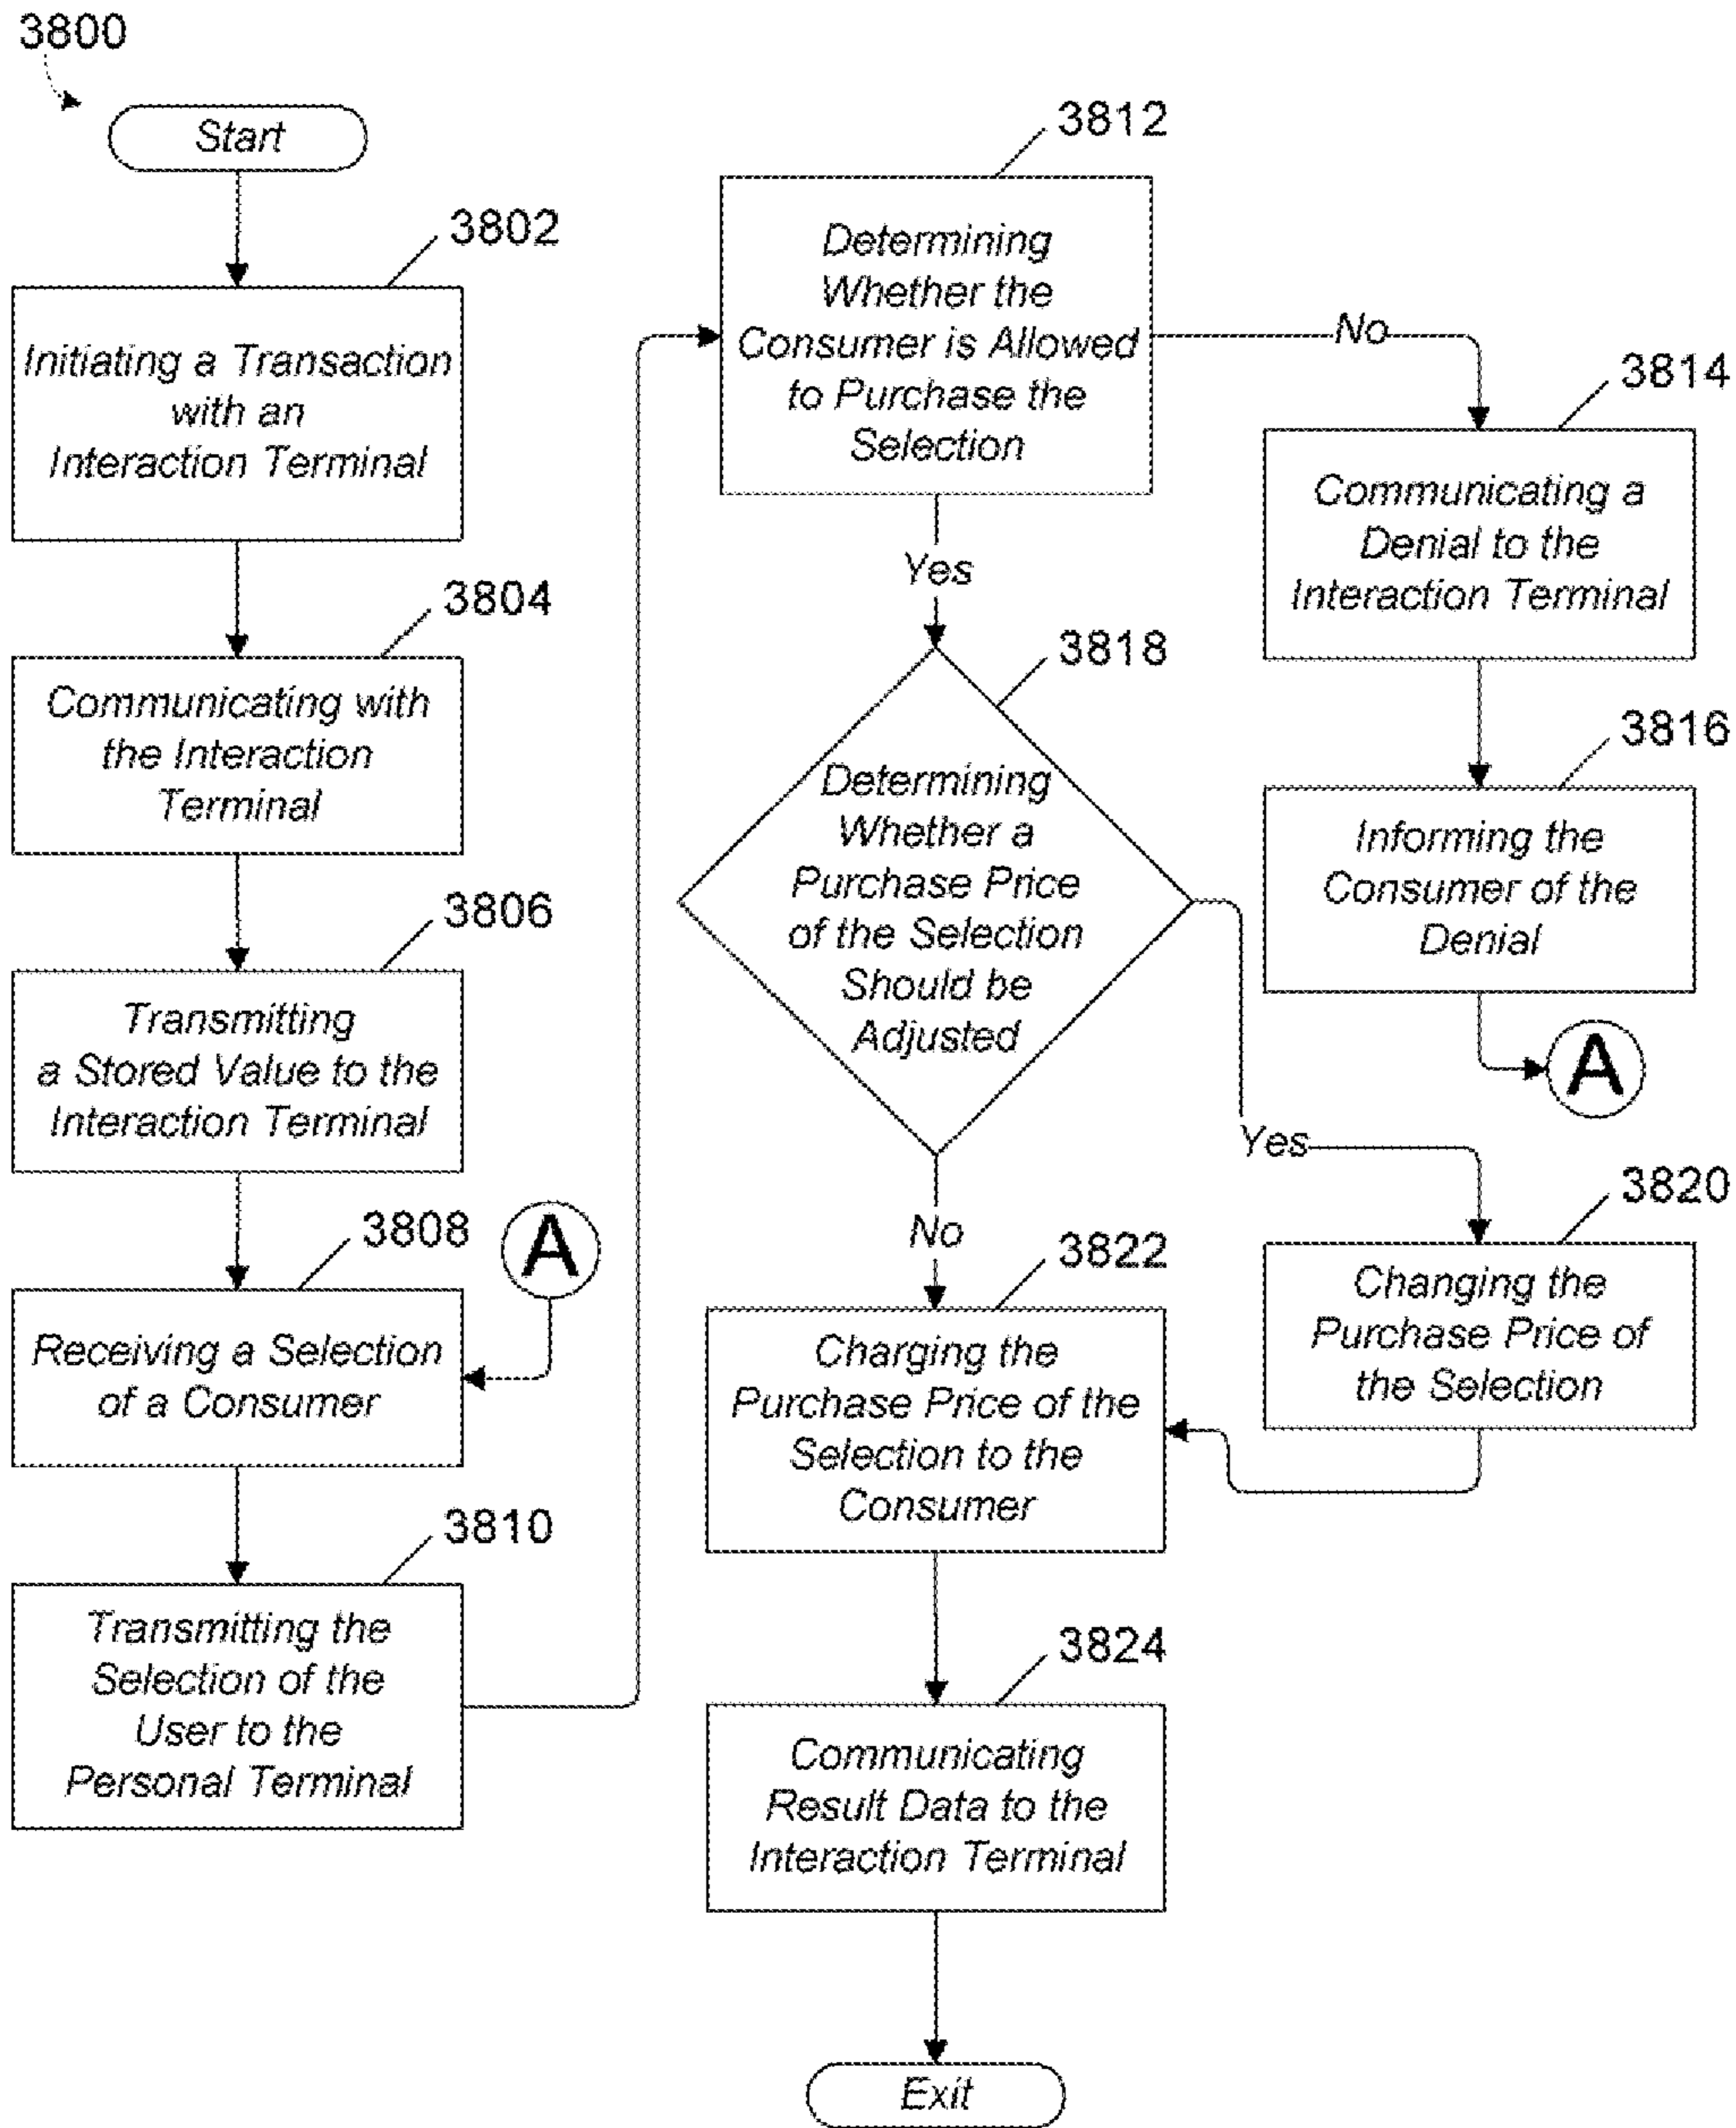 3800
Start
3802
Initiating a Transaction
with an
Interaction Terminal
3804
Communicating with
the Interaction
Terminal
3806
Transmitting
a Stored Value to the
Interaction Terminal
3808
A
Receiving a Selection
of a Consumer
3810
Transmitting the
Selection of the
User to the
Personal Terminal
3812
Determining
Whether the
Consumer is Allowed
to Purchase the
Selection
No
Yes
3814
Communicating a
Denial to the
Interaction Terminal
3816
Informing the
Consumer of the
Denial
A
3818
Determining
Whether a
Purchase Price
of the Selection
Should be
Adjusted
Yes
No
3820
Changing the
Purchase Price of
the Selection
3822
Charging the
Purchase Price of the
Selection to the
Consumer
3824
Communicating
Result Data to the
Interaction Terminal
Exit